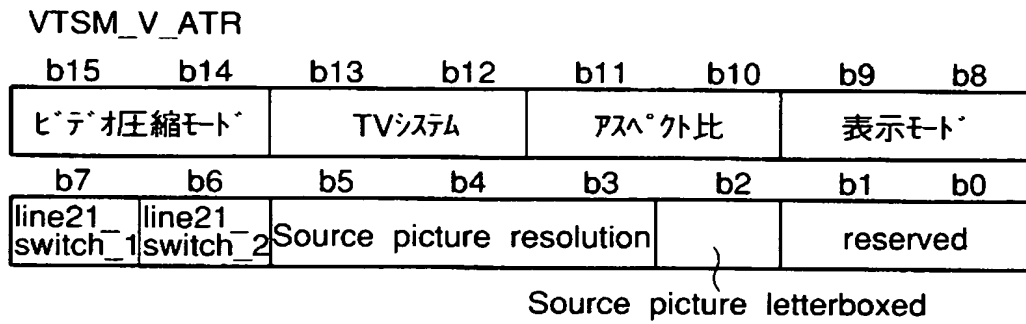 VTSM_V_ATR
b15 b14 b13 b12 b11 b10 b9 b8
ビデオ圧縮モード TVシステム アスペクト比 表示モード
b7 b6 b5 b4 b3 b2 b1 b0
line21_ line21_
switch_1 switch_2 Source picture resolution reserved
Source picture letterboxed